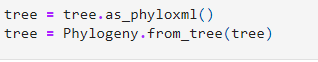 tree = tree.as_phyloxml()
tree = Phylogeny.from_tree(tree)